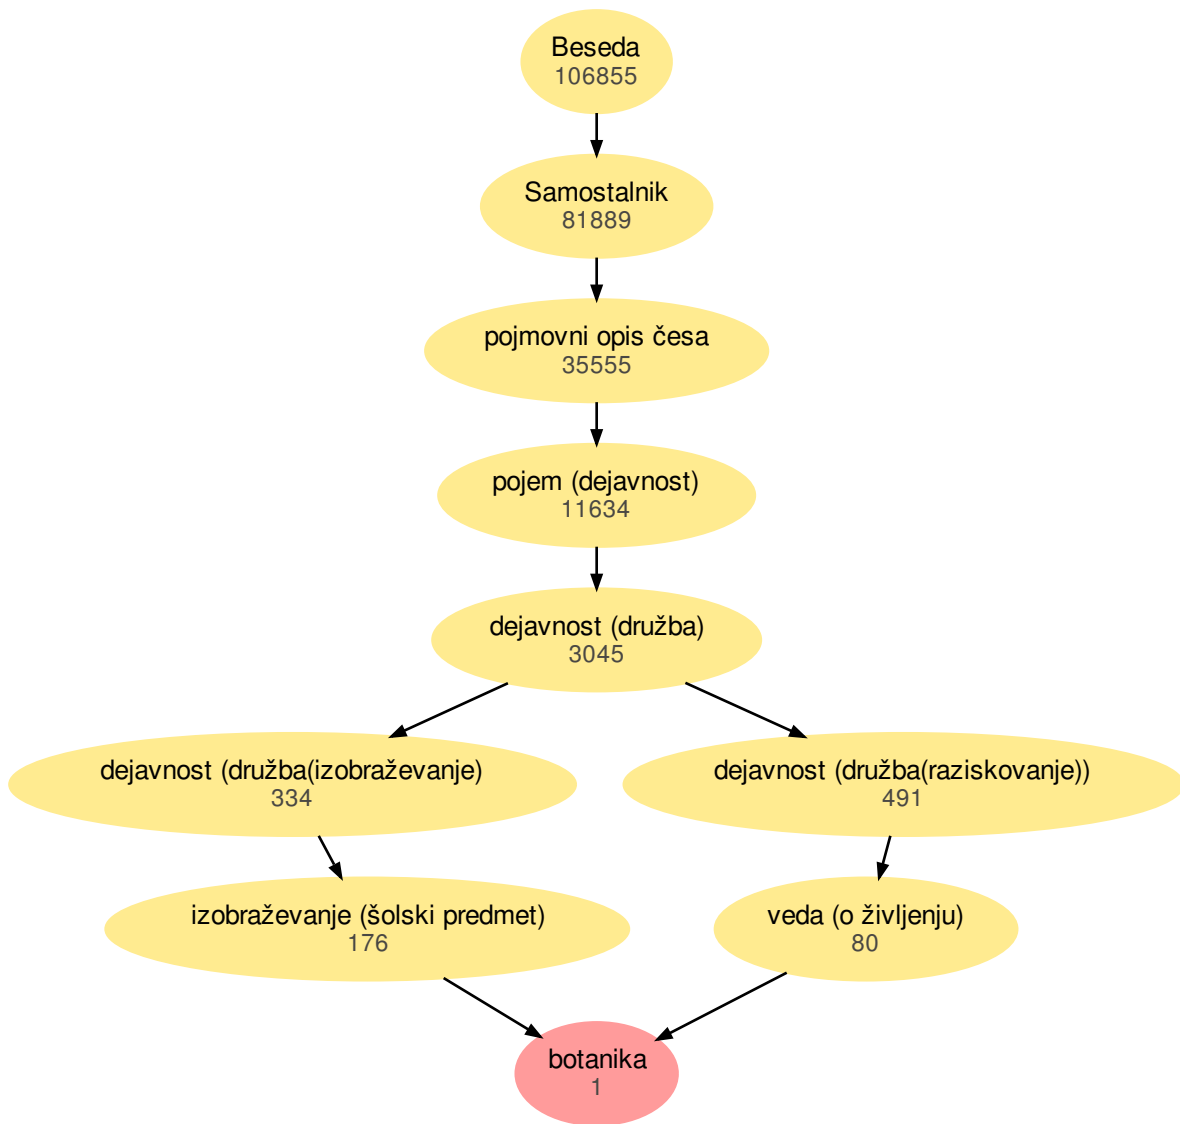 Beseda
106855
Samostalnik
81889
pojmovni opis česa
35555
pojem (dejavnost)
11634
dejavnost (družba)
3045
dejavnost (družba(izobraževanje)
334
dejavnost (družba(raziskovanje))
491
izobraževanje (šolski predmet)
176
veda (o življenju)
80
botanika
1